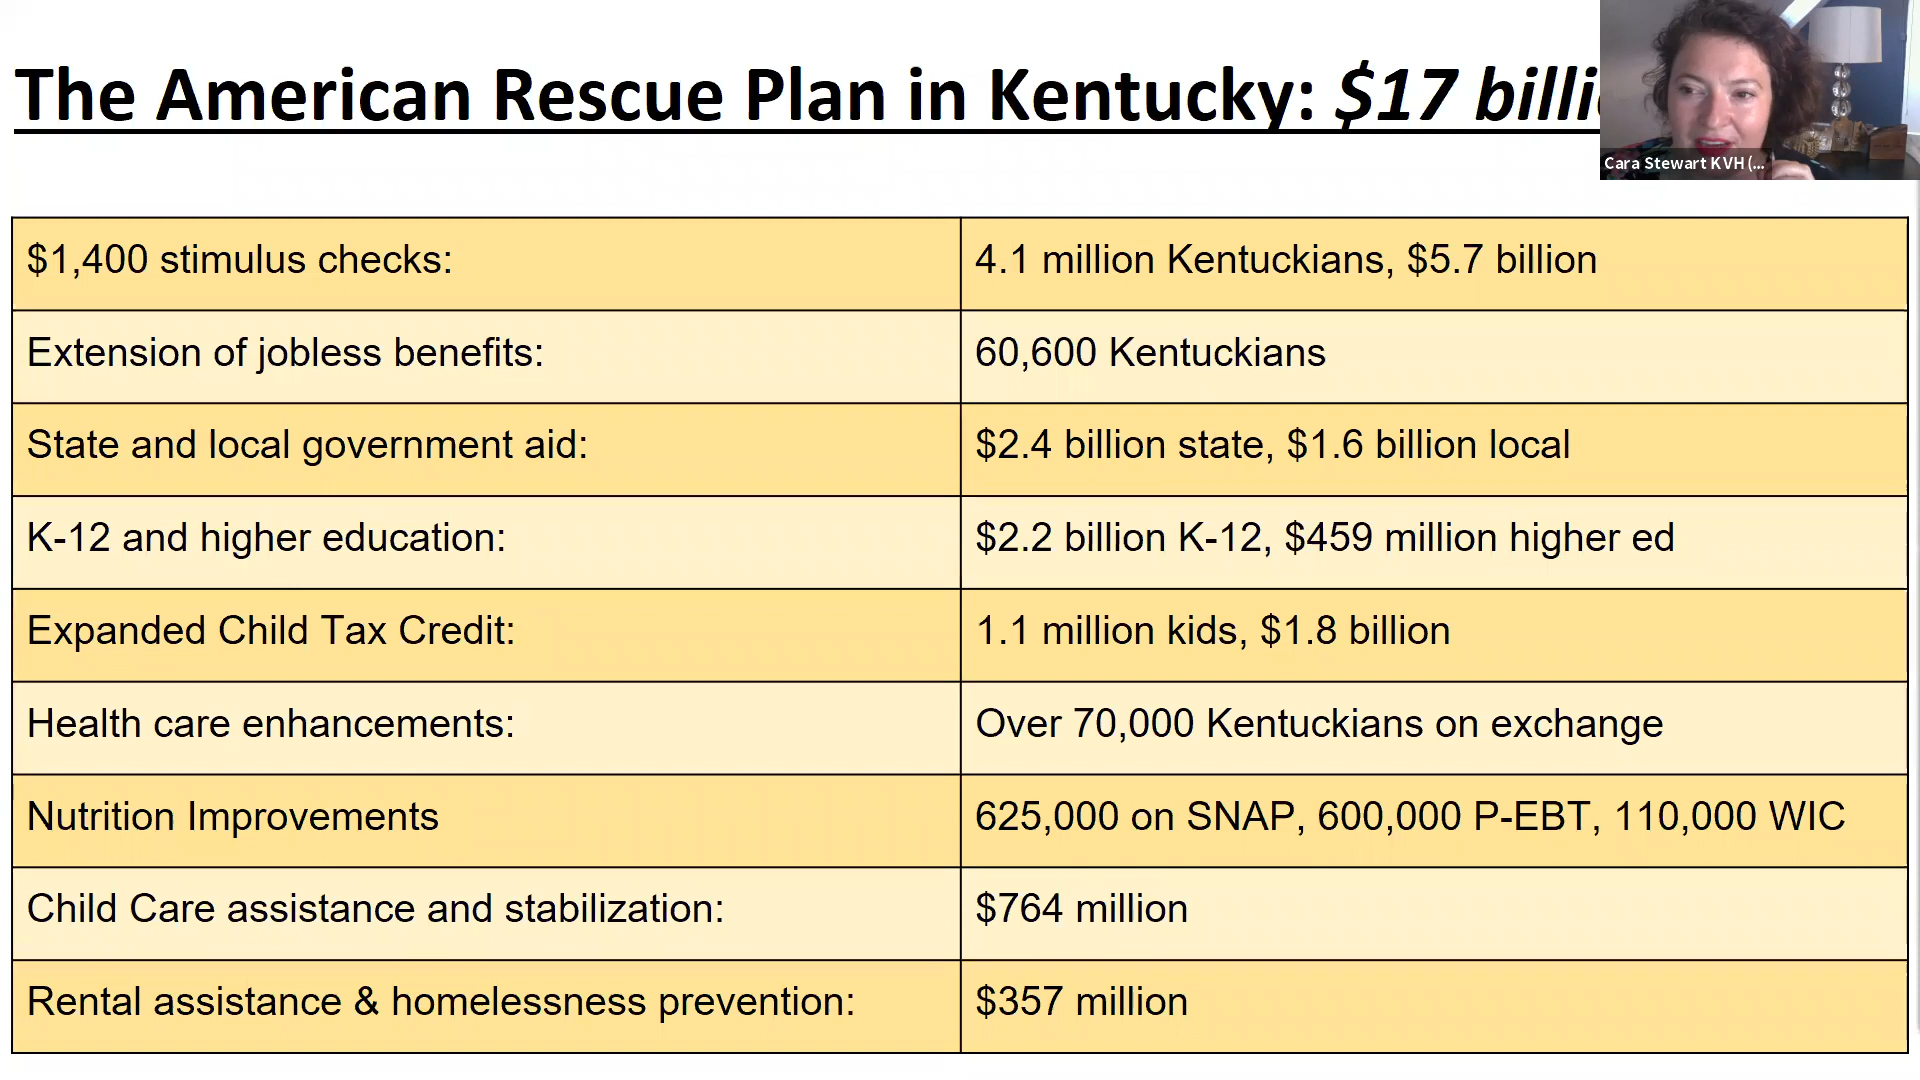 The American Rescue Plan in Kentucky: $17 billi
Cara Stewart KVH (...
$1,400 stimulus checks:
4.1 million Kentuckians, $5.7 billion
Extension of jobless benefits:
60,600 Kentuckians
State and local government aid:
$2.4 billion state, $1.6 billion local
K-12 and higher education:
$2.2 billion K-12, $459 million higher ed
Expanded Child Tax Credit:
1.1 million kids, $1.8 billion
Health care enhancements:
Over 70,000 Kentuckians on exchange
Nutrition Improvements
625,000 on SNAP, 600,000 P-EBT, 110,000 WIC
Child Care assistance and stabilization:
$764 million
Rental assistance & homelessness prevention:
$357 million